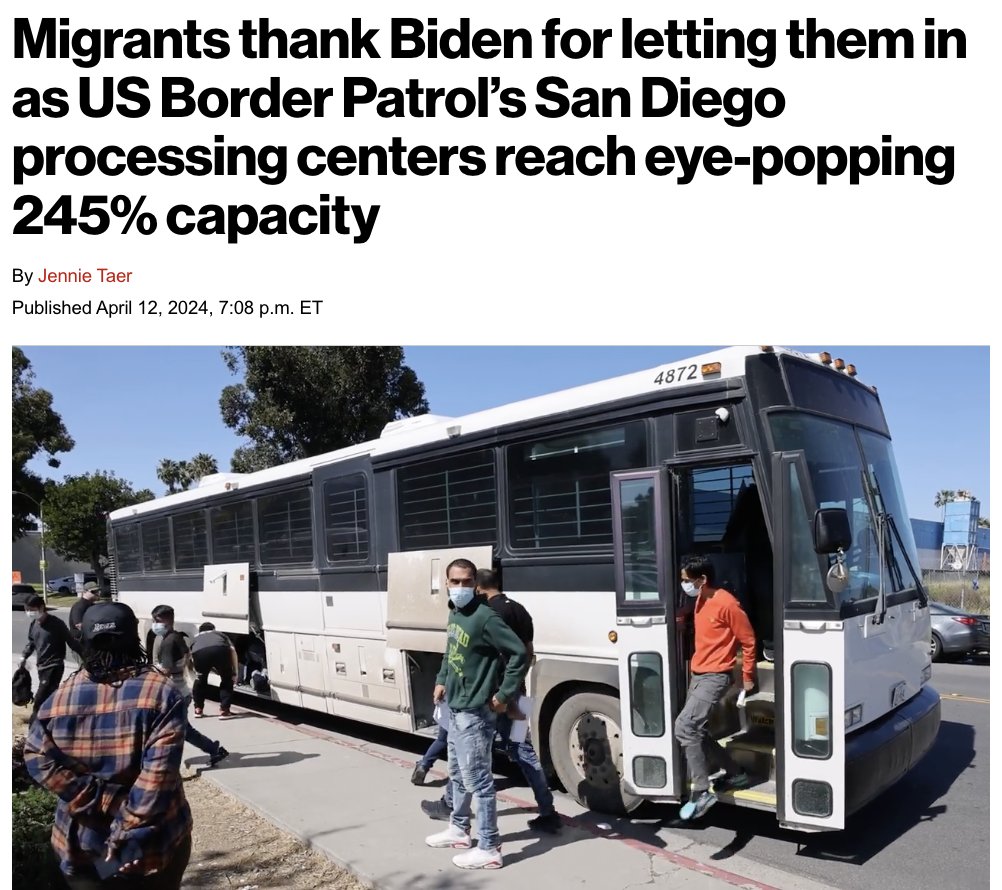 Migrants thank Biden for letting them in
as US Border Patrol’s San Diego
processing centers reach eye-popping
245% capacity
By Jennie Taer
Published April 12, 2024, 7:08 p.m. ET
4872